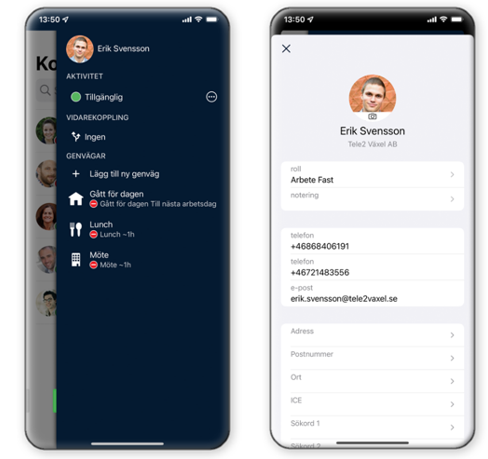 13:50
Erik Svensson
AKTIVITET
Tillgänglig
VIDAREKOPPLING
Ingen
GENVÄGAR
Lägg till ny genväg
Gått för dagen
Gått för dagen Till nästa arbetsdag
Lunch
Lunch ~1h
Möte
Möte ~1h
Ko
13:50
Erik Svensson
Tele2 Växel AB
roll
Arbete Fast
notering
telefon
+46868406191
telefon
+46721483556
e-post
erik.svensson@tele2vaxel.se
Adress
Postnummer
Ort
ICE
Sökord 1
Sökord 2